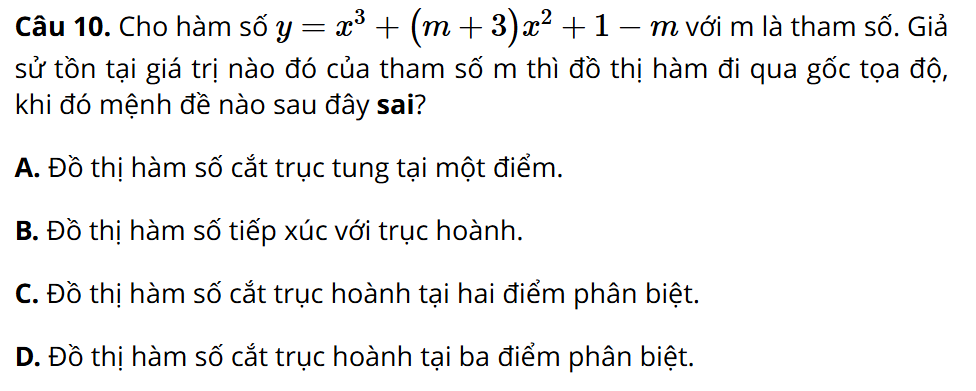 Câu 10. Cho hàm số y = x³ + (m + 3)x² + 1 − m với m là tham số. Giả
sử tồn tại giá trị nào đó của tham số m thì đồ thị hàm đi qua gốc tọa độ,
khi đó mệnh đề nào sau đây sai?
A. Đồ thị hàm số cắt trục tung tại một điểm.
B. Đồ thị hàm số tiếp xúc với trục hoành.
C. Đồ thị hàm số cắt trục hoành tại hai điểm phân biệt.
D. Đồ thị hàm số cắt trục hoành tại ba điểm phân biệt.